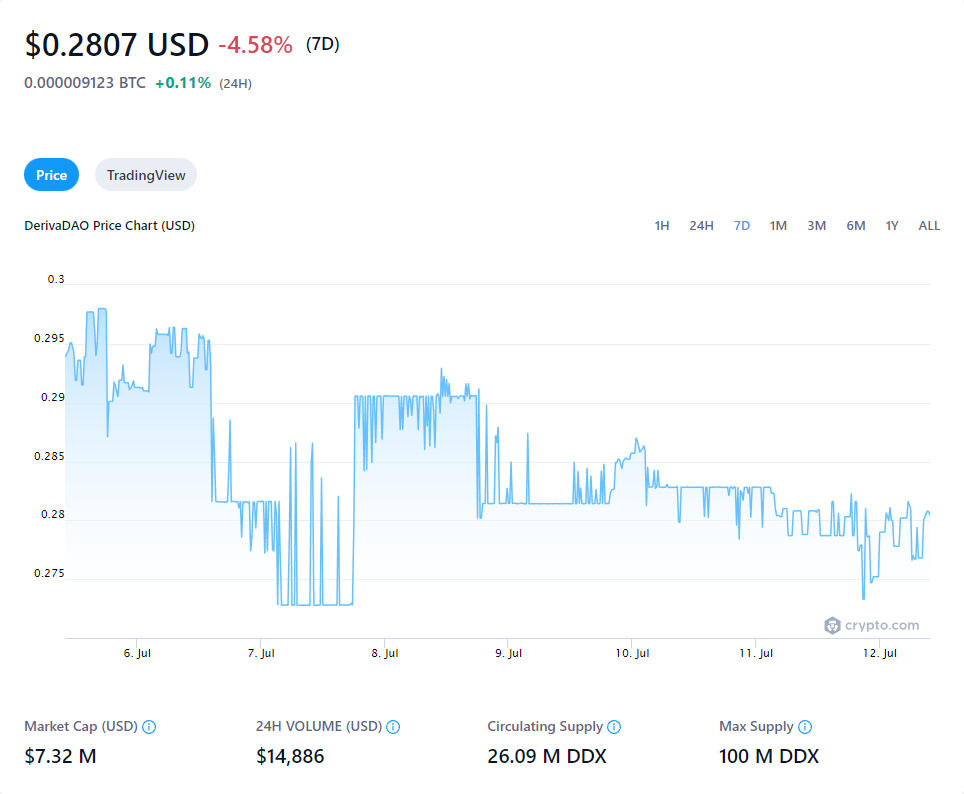 $0.2807 USD -4.58% (7D)
0.000009123 BTC +0.11% (24H)
Price TradingView
DerivaDAO Price Chart (USD) 1H 24H 7D 1M 3M 6M 1Y ALL
0.3
0.295
0.29
0.285
0.28
0.275
crypto.com
6. Jul 7. Jul 8. Jul 9. Jul 10. Jul 11. Jul 12. Jul
Market Cap (USD) 24H VOLUME (USD) Circulating Supply Max Supply
$7.32 M $14,886 26.09 M DDX 100 M DDX